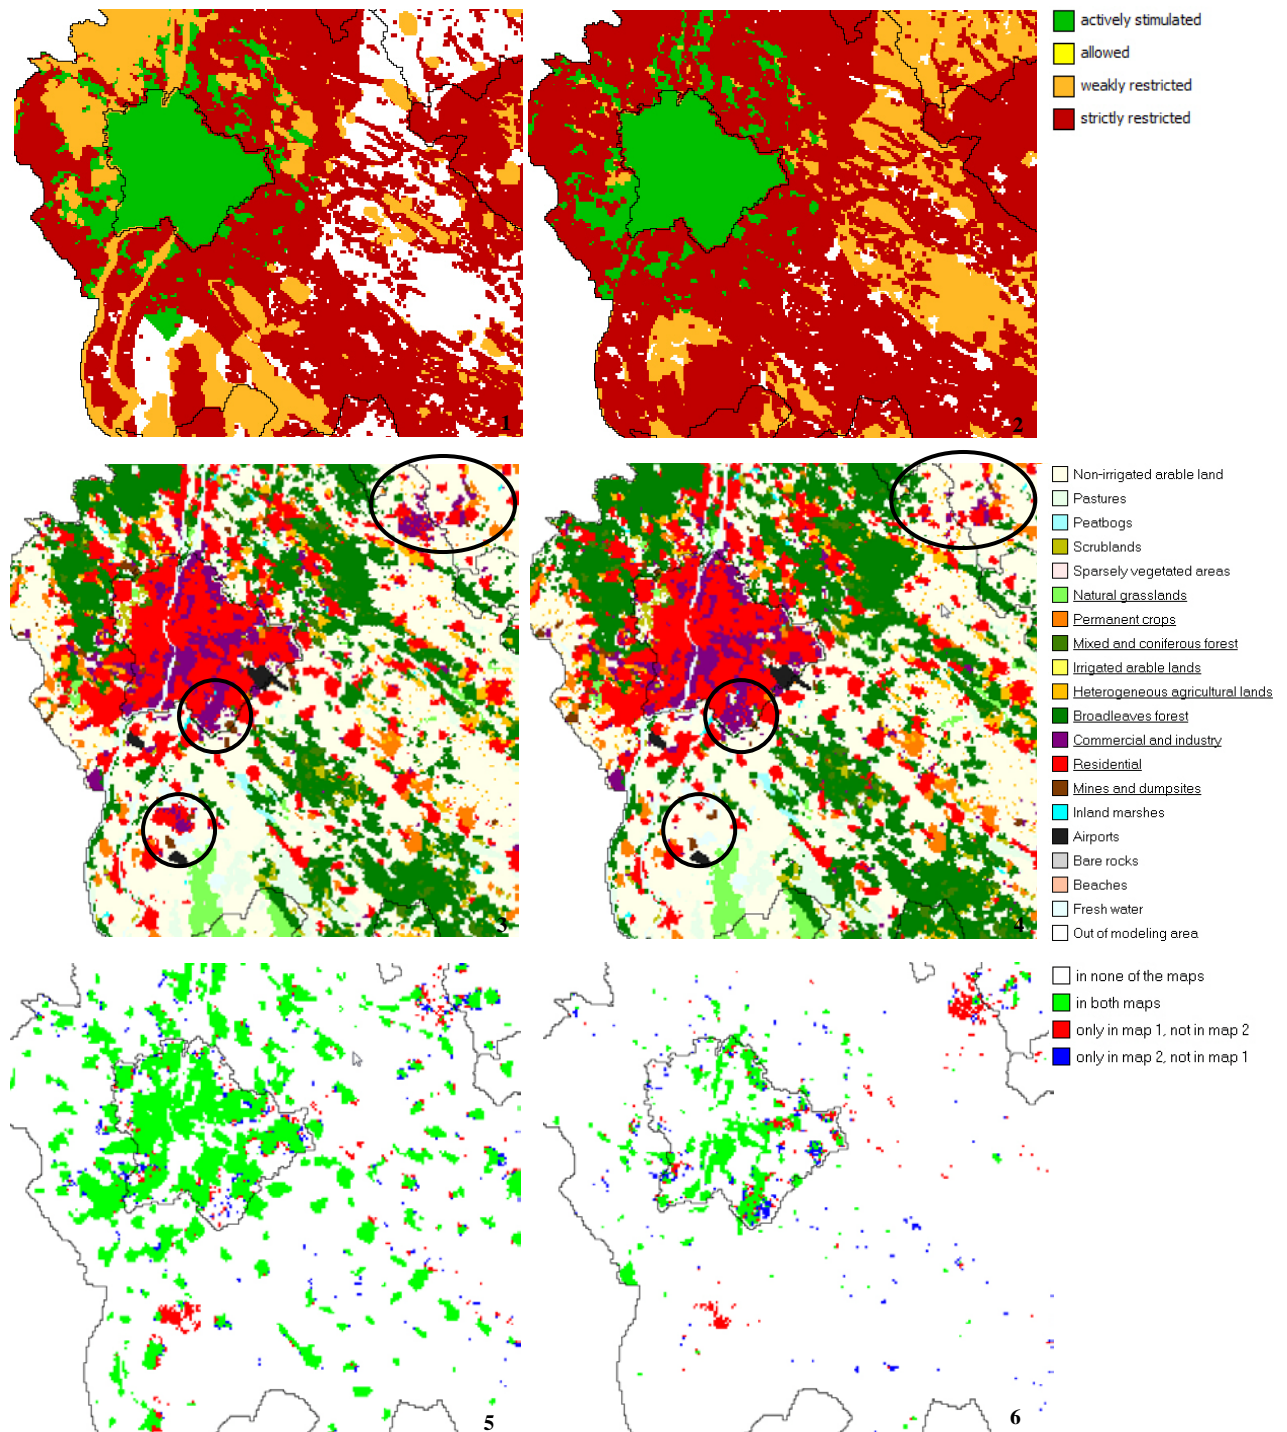 actively stimulated
allowed
weakly restricted
strictly restricted
1
2
Non-irrigated arable land
Pastures
Peatbogs
Scrublands
Sparsely vegetated areas
Natural grasslands
Permanent crops
Mixed and coniferous forest
Irrigated arable lands
Heterogeneous agricultural lands
Broadleaves forest
Commercial and industry
Residential
Mines and dumpsites
Inland marshes
Airports
Bare rocks
Beaches
Fresh water
Out of modeling area
3
4
in none of the maps
in both maps
only in map 1, not in map 2
only in map 2, not in map 1
5
6